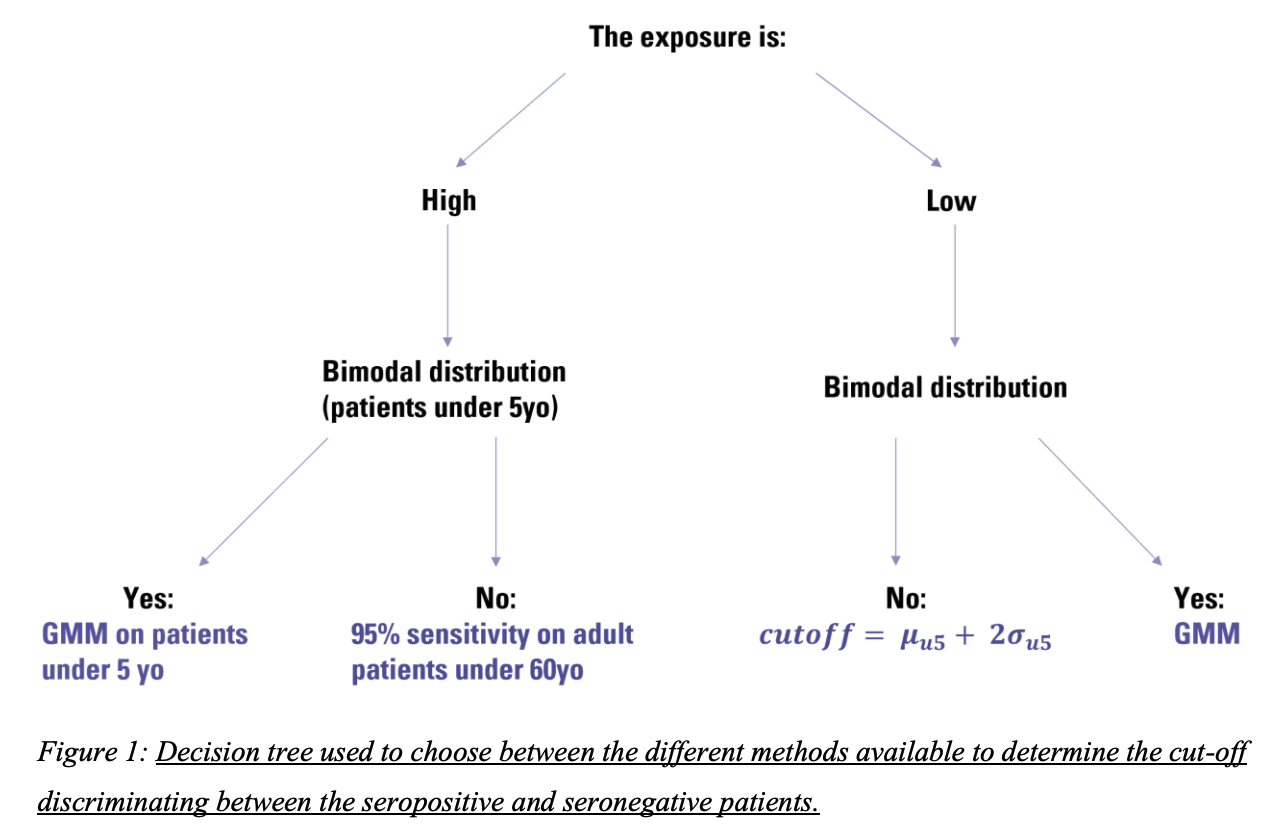 The exposure is:
High
Low
Bimodal distribution
(patients under 5yo)
Bimodal distribution
Yes:
GMM on patients
under 5 yo
No:
95% sensitivity on adult
patients under 60yo
No:
cutoff = μu5 + 2σu5
Yes:
GMM
Figure 1: Decision tree used to choose between the different methods available to determine the cut-off
discriminating between the seropositive and seronegative patients.